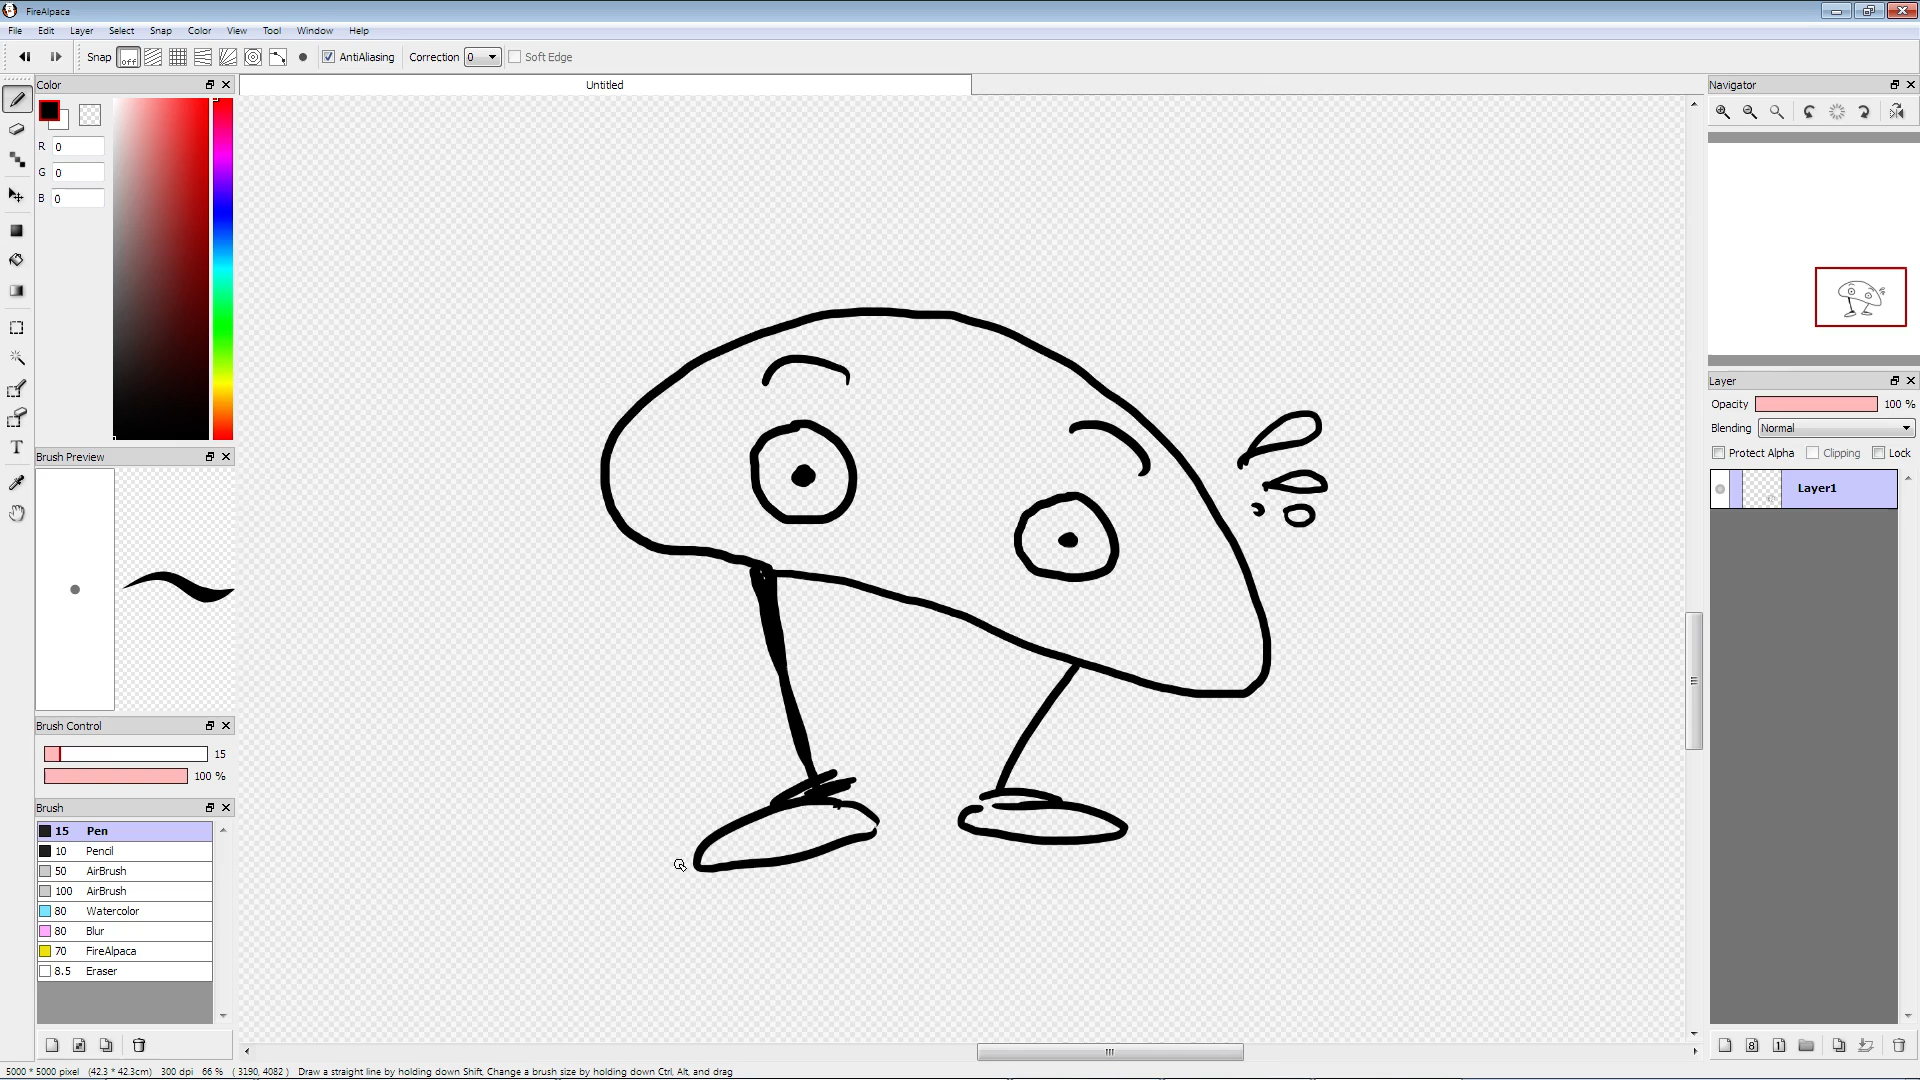 FireAlpaca
File Edit Layer Select Snap Color View Tool Window Help
Snap off AntiAliasing Correction 0 Soft Edge
Color
Untitled
Navigator
R 0
G 0
B 0
T
Brush Preview
Brush Control
15
100 %
Brush
15 Pen
10 Pencil
50 AirBrush
100 AirBrush
80 Watercolor
80 Blur
70 FireAlpaca
8.5 Eraser
Layer
Opacity 100 %
Blending Normal
Protect Alpha Clipping Lock
Layer1
8 1
5000 * 5000 pixel (42.3 * 42.3cm) 300 dpi 66 % ( 3190, 4082 ) Draw a straight line by holding down Shift, Change a brush size by holding down Ctrl, Alt, and drag